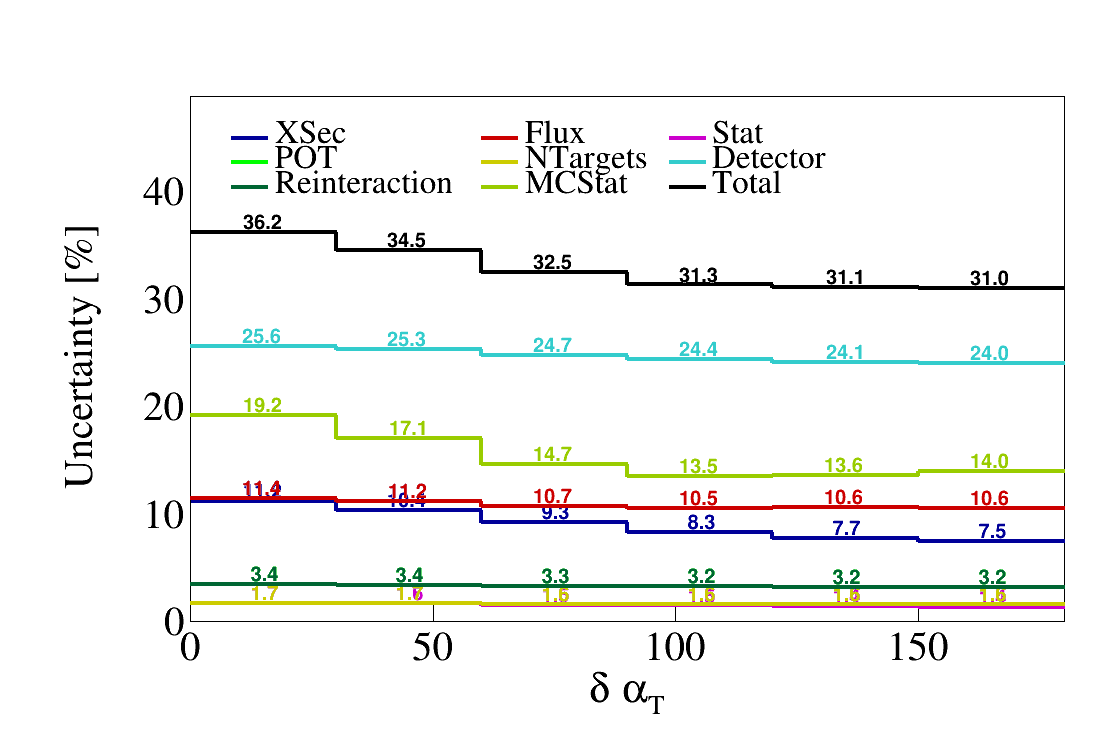 XSec Flux Stat
POT NTargets Detector
Reinteraction MCStat Total
Uncertainty [%]
40
30
20
10
0
36.2 34.5 32.5 31.3 31.1 31.0
25.6 25.3 24.7 24.4 24.1 24.0
19.2 17.1 14.7 13.5 13.6 14.0
11.4 11.2 10.7 10.5 10.6 10.6
9.3 8.3 7.7 7.5
3.4 3.4 3.3 3.2 3.2 3.2
1.7
0 50 100 150
δ α_T